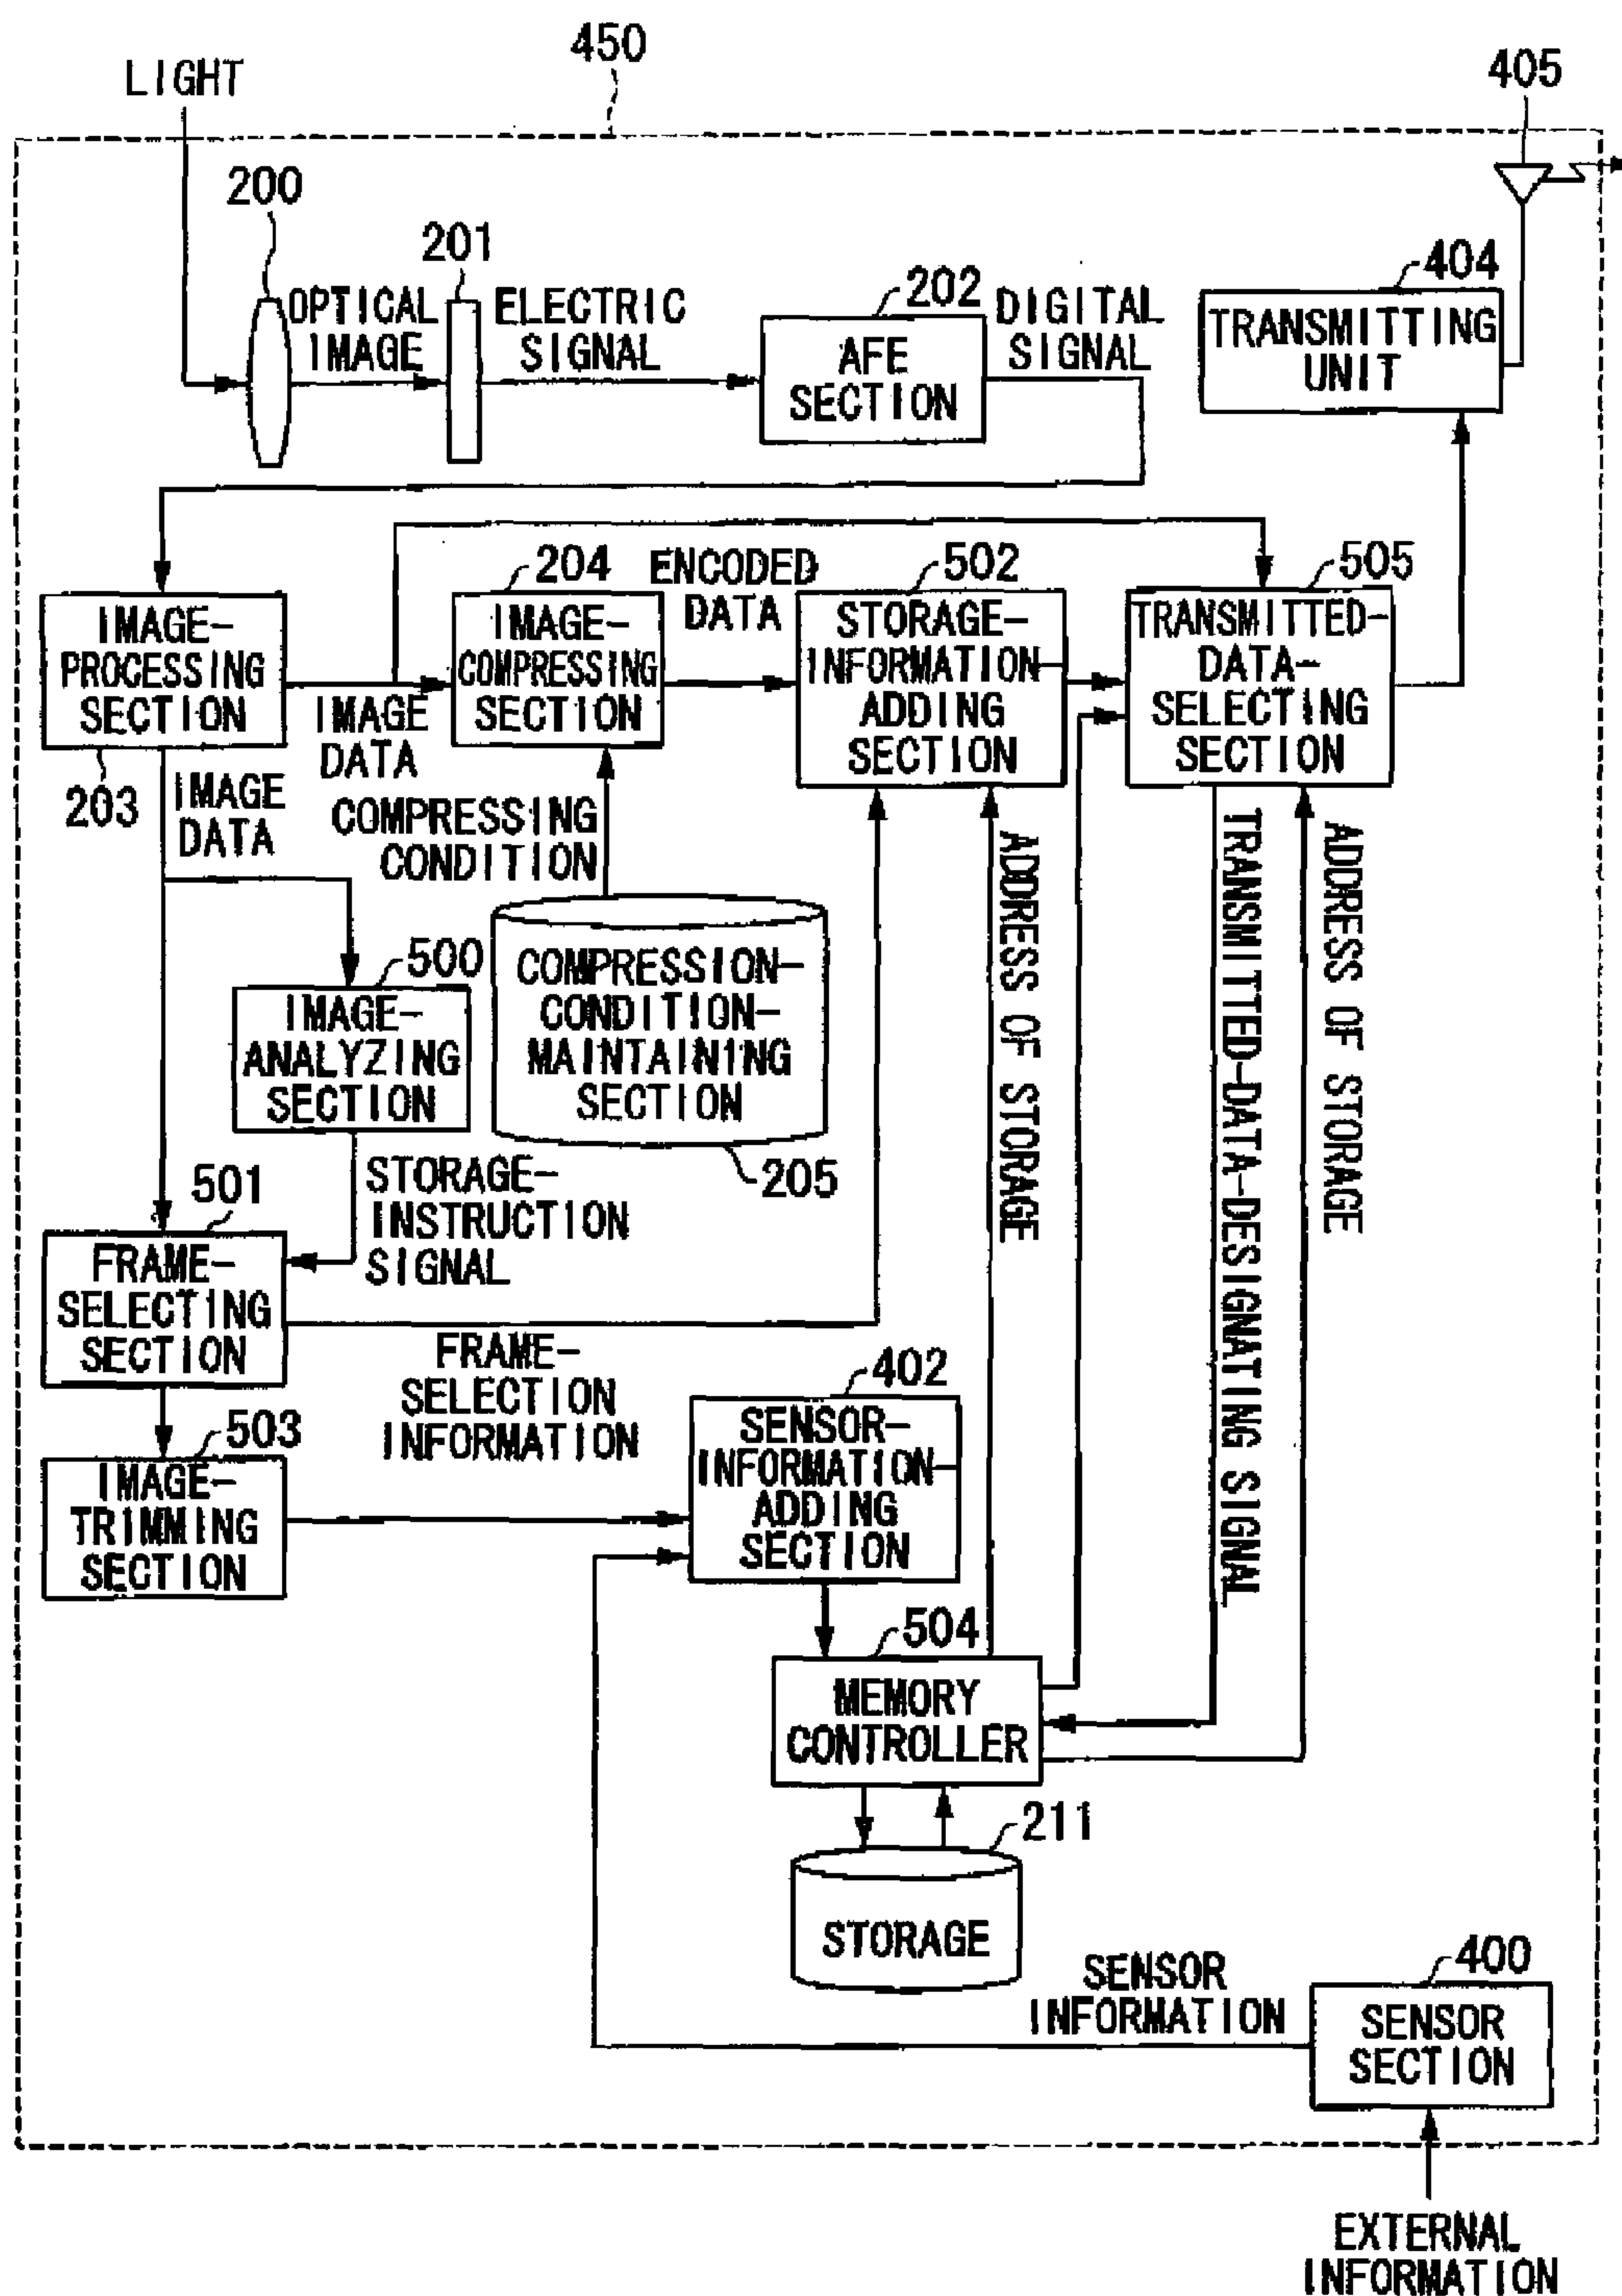 450
LIGHT
405
200
201
OPTICAL
IMAGE
ELECTRIC
SIGNAL
202
AFE
SECTION
DIGITAL
SIGNAL
404
TRANSMITTING
UNIT
IMAGE-
PROCESSING
SECTION
203
IMAGE
DATA
204
IMAGE-
COMPRESSING
SECTION
ENCODED
DATA
502
STORAGE-
INFORMATION-
ADDING
SECTION
505
TRANSMITTED-
DATA-
SELECTING
SECTION
IMAGE
DATA
COMPRESSING
CONDITION
500
IMAGE-
ANALYZING
SECTION
COMPRESSION-
CONDITION-
MAINTAINING
SECTION
205
ADDRESS OF STORAGE
TRANSMITTED-DATA-DESIGNATING SIGNAL
ADDRESS OF STORAGE
STORAGE-
INSTRUCTION
SIGNAL
501
FRAME-
SELECTING
SECTION
FRAME-
SELECTION
INFORMATION
503
IMAGE-
TRIMMING
SECTION
402
SENSOR-
INFORMATION-
ADDING
SECTION
504
MEMORY
CONTROLLER
211
STORAGE
SENSOR
INFORMATION
400
SENSOR
SECTION
EXTERNAL
INFORMATION